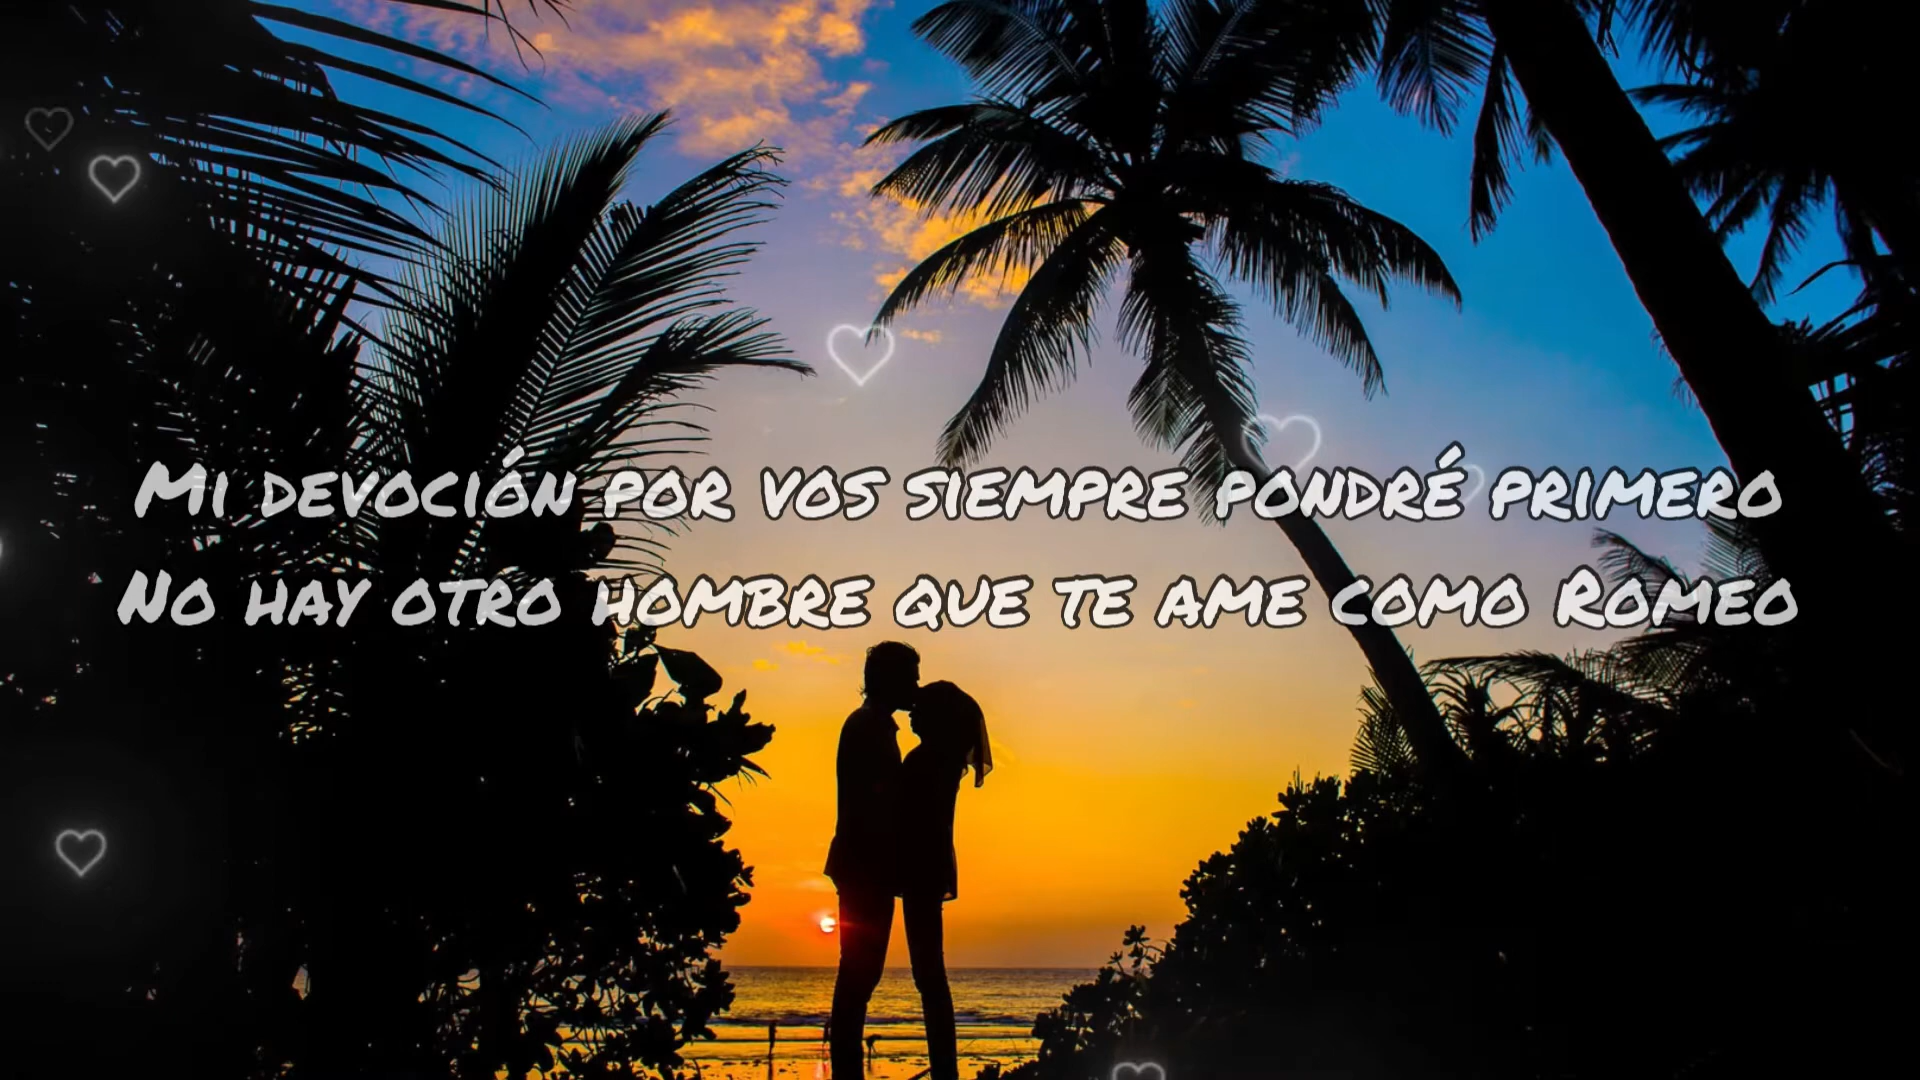 Mi devoción por vos siempre pondré primero
No hay otro hombre que te ame como Romeo